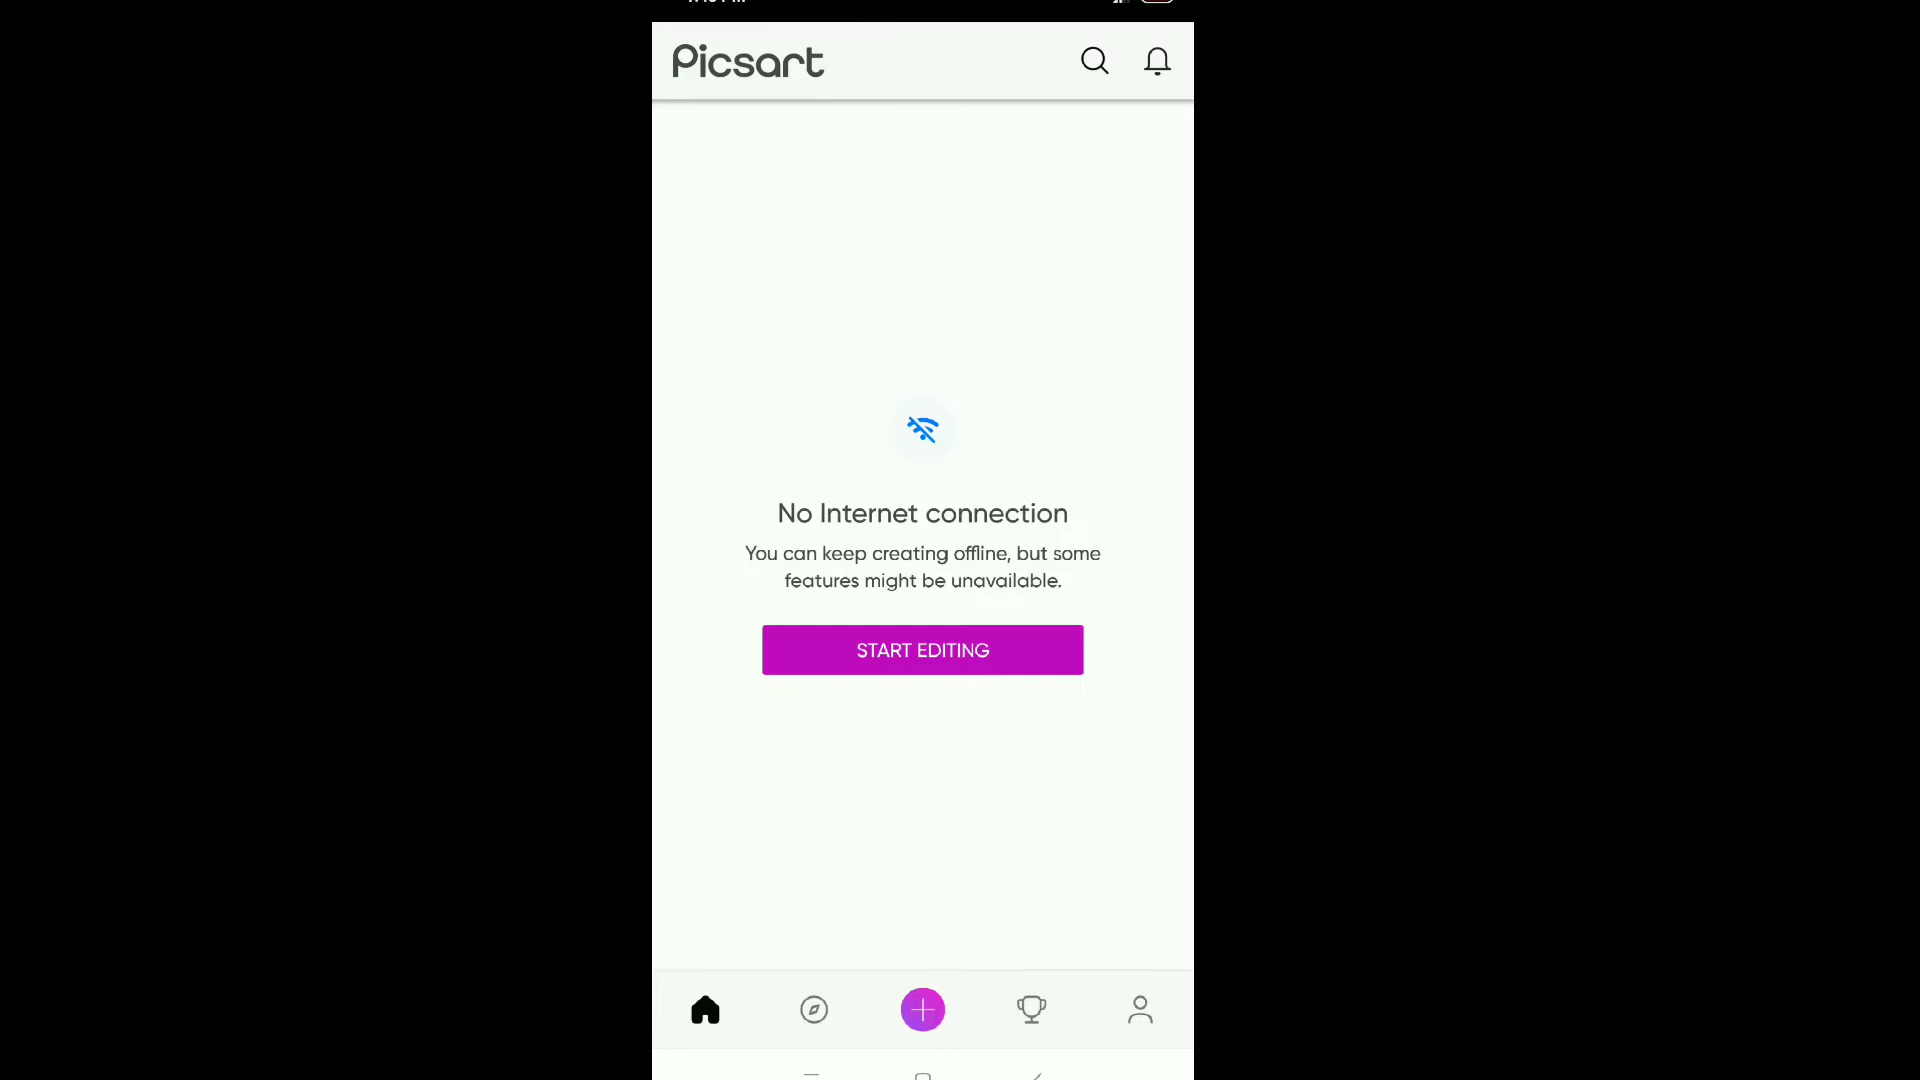 Picsart
No Internet connection
You can keep creating offline, but some
features might be unavailable.
START EDITING